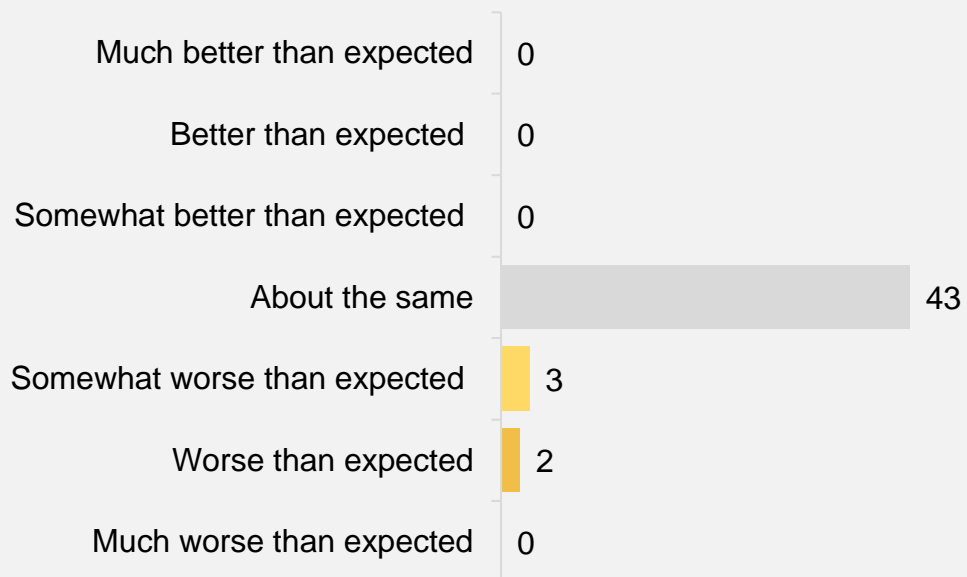 Much better than expected 0
Better than expected 0
Somewhat better than expected 0
About the same 43
Somewhat worse than expected 3
Worse than expected 2
Much worse than expected 0